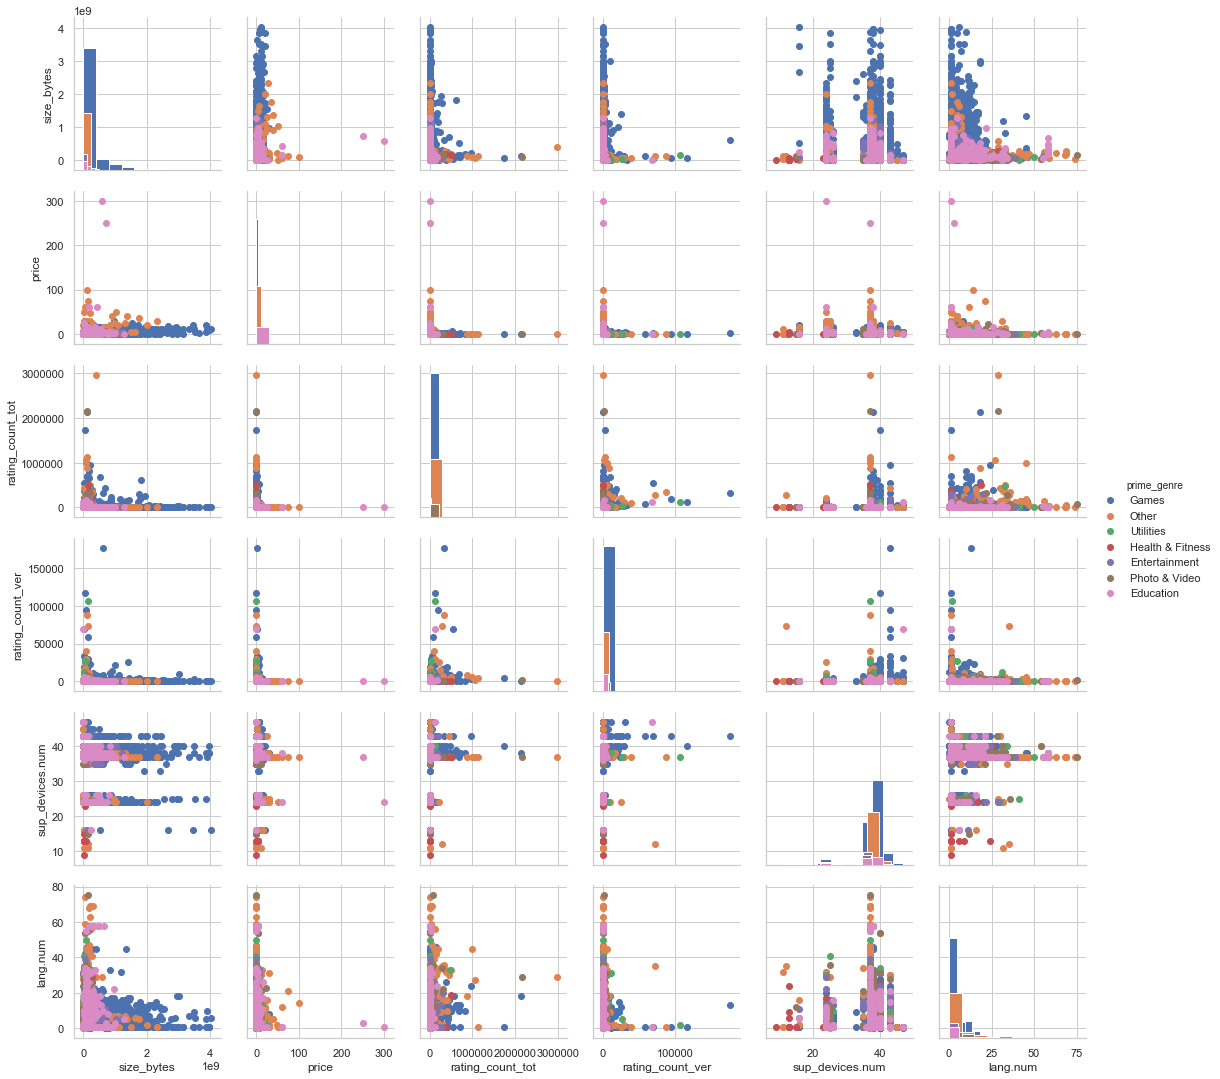 1e9
4
3
2
1
0
size_bytes
300
200
100
0
price
3000000
2000000
1000000
0
rating_count_tot
150000
100000
50000
0
rating_count_ver
40
30
20
10
sup_devices.num
80
60
40
20
0
lang.num
0 2 4
1e9
size_bytes
0 100 200 300
price
0 1000000 2000000 3000000
rating_count_tot
0 100000
rating_count_ver
20 40
sup_devices.num
0 25 50 75
lang.num
prime_genre
Games
Other
Utilities
Health & Fitness
Entertainment
Photo & Video
Education